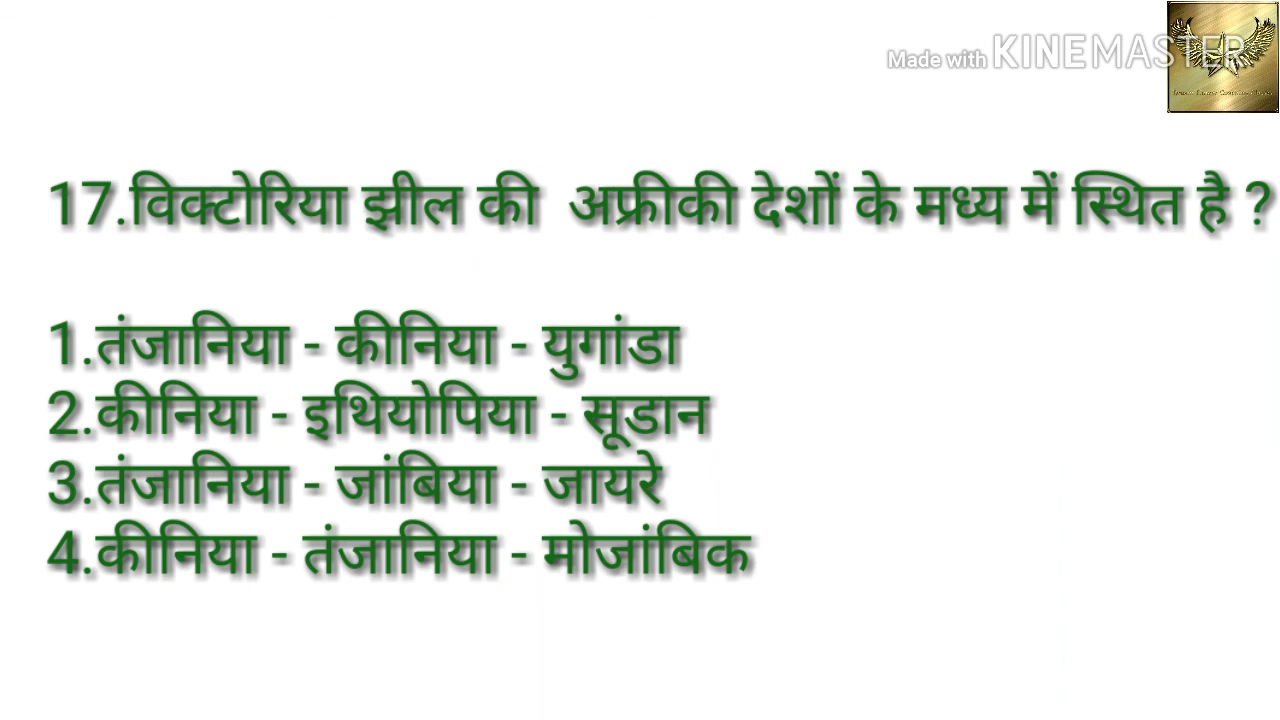 Made with KINEMASTER
17.विक्टोरिया झील की अफ्रीकी देशों के मध्य में स्थित है ?
1.तंजानिया - कीनिया - युगांडा
2.कीनिया - इथियोपिया - सूडान
3.तंजानिया - जांबिया - जायरे
4.कीनिया - तंजानिया - मोजांबिक